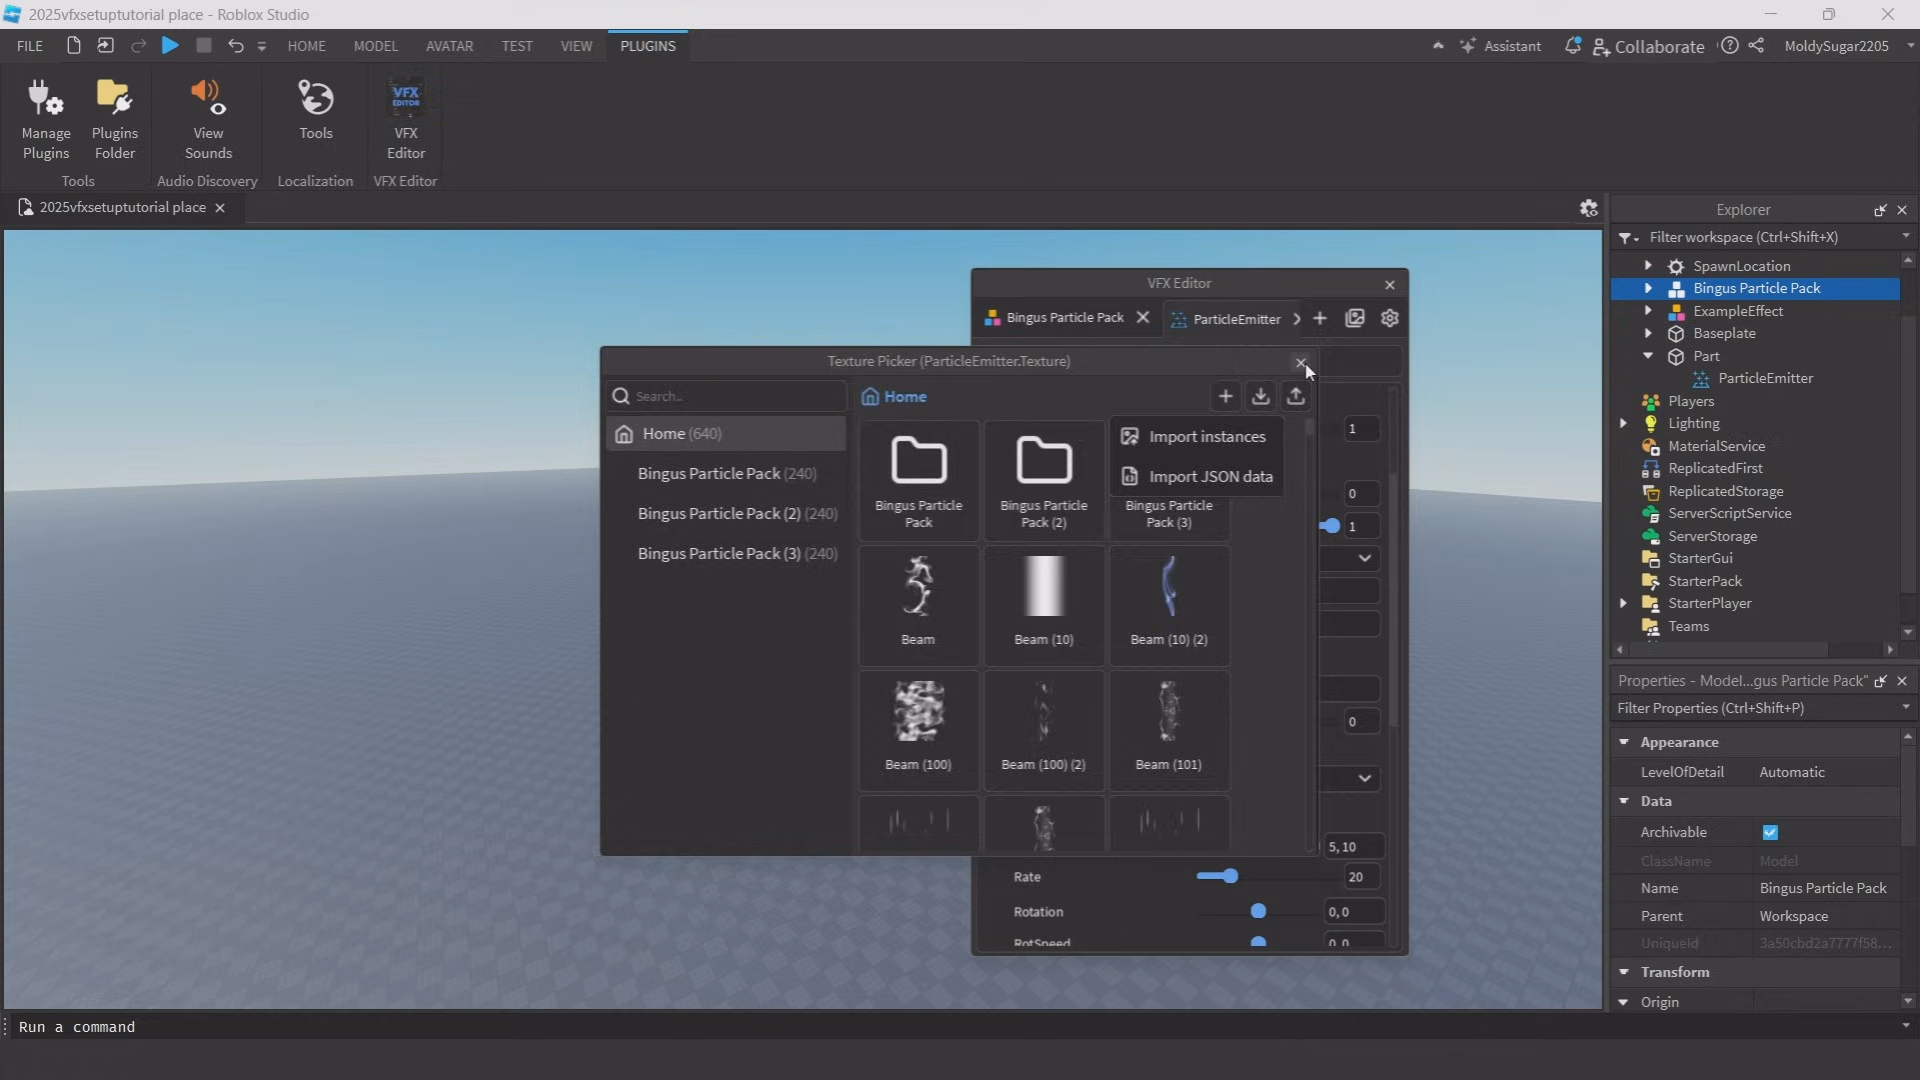 2025vfxsetuptutorial place - Roblox Studio
FILE HOME MODEL AVATAR TEST VIEW PLUGINS Assistant Collaborate MoldySugar2205
Manage Plugins
Plugins Folder
View Sounds
Tools
VFX EDITOR
VFX Editor
Tools Audio Discovery Localization VFX Editor
2025vfxsetuptutorial place
VFX Editor
Bingus Particle Pack ParticleEmitter
Texture Picker (ParticleEmitter.Texture)
Search...
Home
Home (640)
Bingus Particle Pack (240)
Bingus Particle Pack (2) (240)
Bingus Particle Pack (3) (240)
Import instances
Import JSON data
Bingus Particle Pack
Bingus Particle Pack (2)
Bingus Particle Pack (3)
Beam
Beam (10)
Beam (10) (2)
Beam (100)
Beam (100) (2)
Beam (101)
1
0
1
0
5, 10
Rate 20
Rotation 0, 0
RotSpeed 0, 0
Explorer
Filter workspace (Ctrl+Shift+X)
SpawnLocation
Bingus Particle Pack
ExampleEffect
Baseplate
Part
ParticleEmitter
Players
Lighting
MaterialService
ReplicatedFirst
ReplicatedStorage
ServerScriptService
ServerStorage
StarterGui
StarterPack
StarterPlayer
Teams
Properties - Model...gus Particle Pack"
Filter Properties (Ctrl+Shift+P)
Appearance
LevelOfDetail Automatic
Data
Archivable
ClassName Model
Name Bingus Particle Pack
Parent Workspace
UniqueId 3a50cbd2a7777f58...
Transform
Origin
Run a command